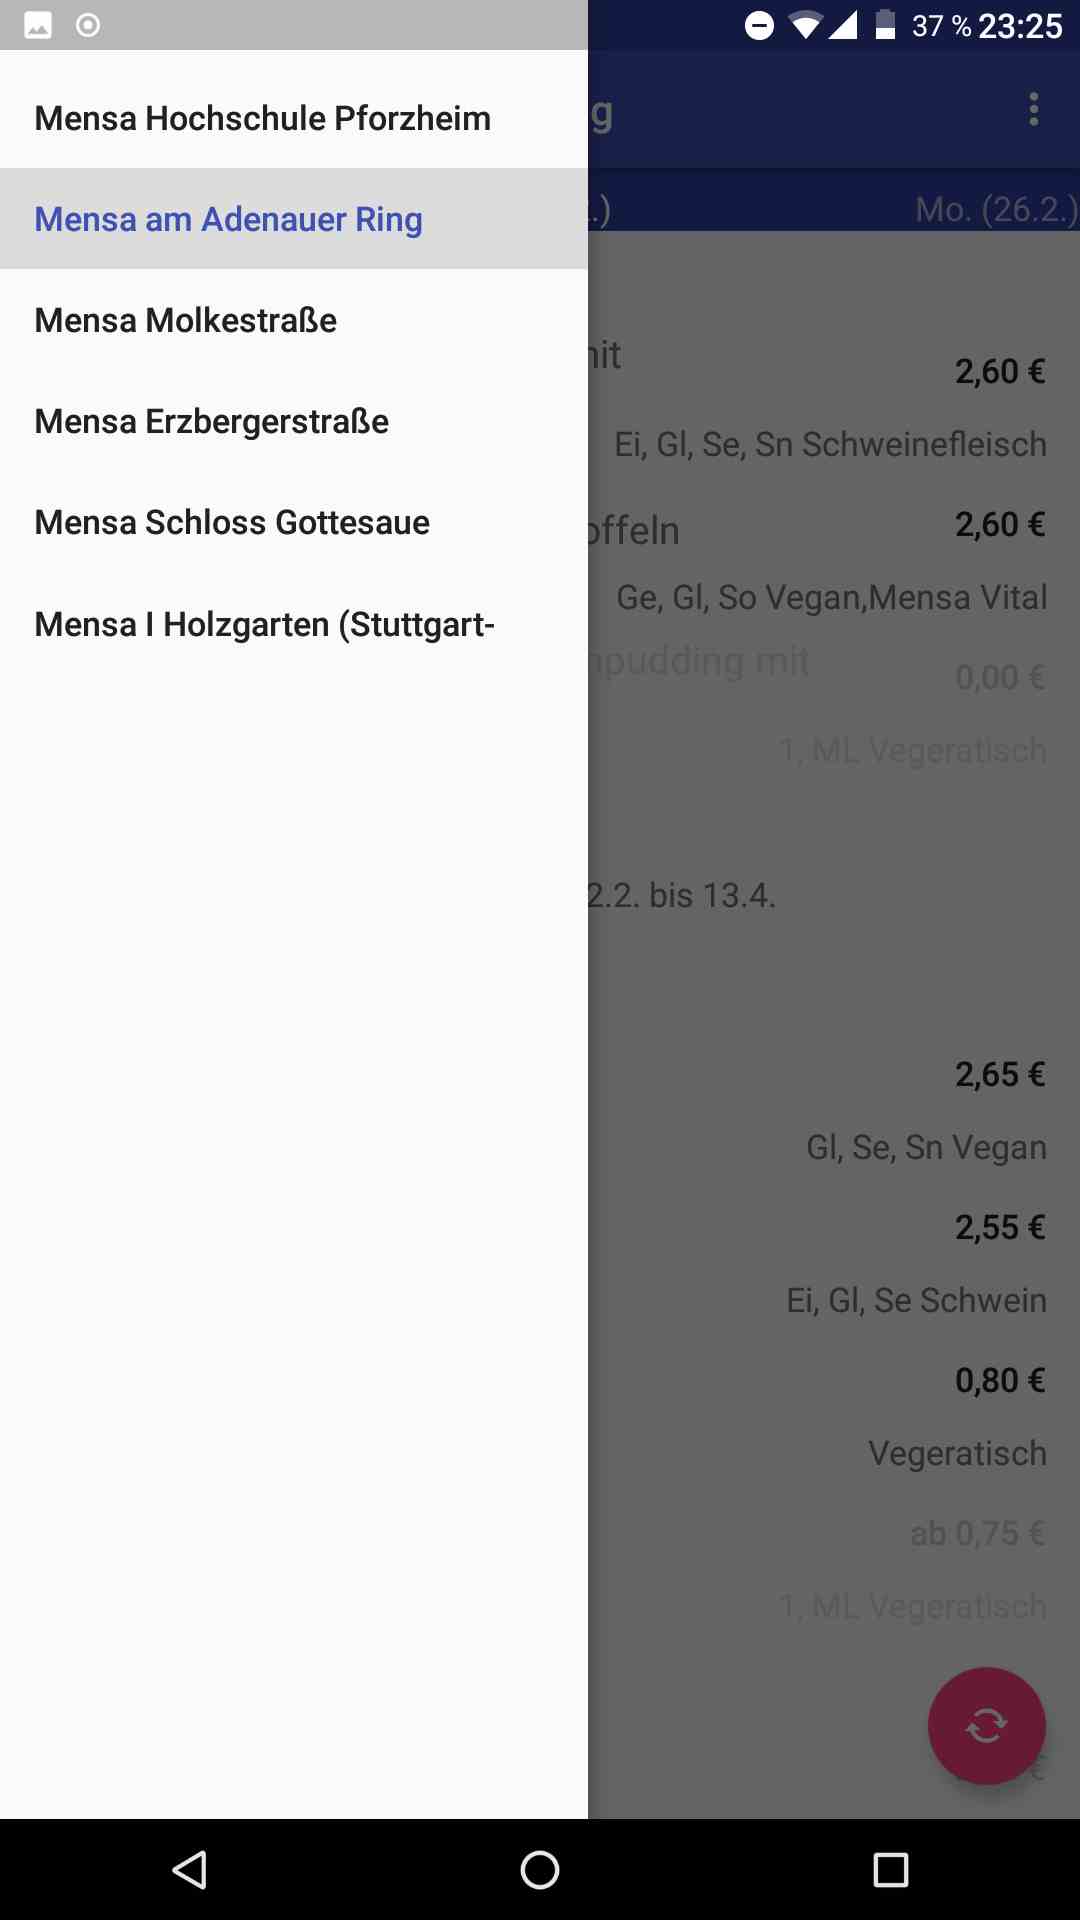 37 % 23:25
Mensa Hochschule Pforzheim
Mensa am Adenauer Ring
Mensa Molkestraße
Mensa Erzbergerstraße
Mensa Schloss Gottesaue
Mensa I Holzgarten (Stuttgart-
g
.)
Mo. (26.2.)
nit
2,60 €
Ei, Gl, Se, Sn Schweinefleisch
offeln
2,60 €
Ge, Gl, So Vegan,Mensa Vital
npudding mit
0,00 €
1, ML Vegeratisch
2.2. bis 13.4.
2,65 €
Gl, Se, Sn Vegan
2,55 €
Ei, Gl, Se Schwein
0,80 €
Vegeratisch
ab 0,75 €
1, ML Vegeratisch
€